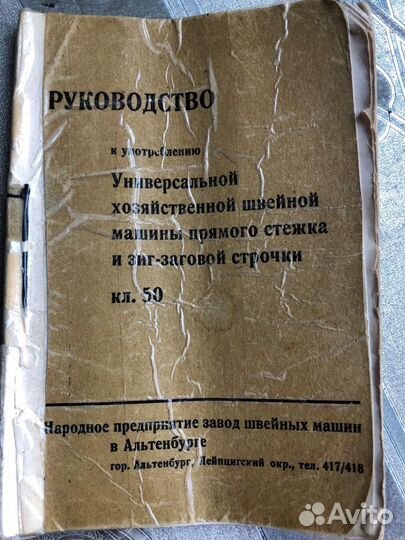 РУКОВОДСТВО
к употреблению
Универсальной
хозяйственной швейной
машины прямого стежка
и зиг-заговой строчки
кл. 50
Народное предприятие завод швейных машин
в Альтенбурге
гор. Альтенбург, Лейпцигский окр., тел. 417/418
Avito